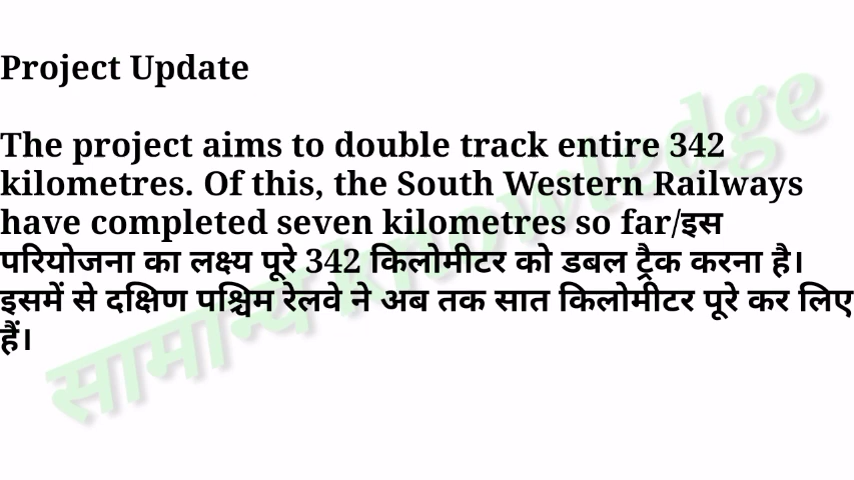 Project Update
The project aims to double track entire 342
kilometres. Of this, the South Western Railways
have completed seven kilometres so far/इस
परियोजना का लक्ष्य पूरे 342 किलोमीटर को डबल ट्रैक करना है।
इसमें से दक्षिण पश्चिम रेलवे ने अब तक सात किलोमीटर पूरे कर लिए
हैं।
सामान्य knowledge